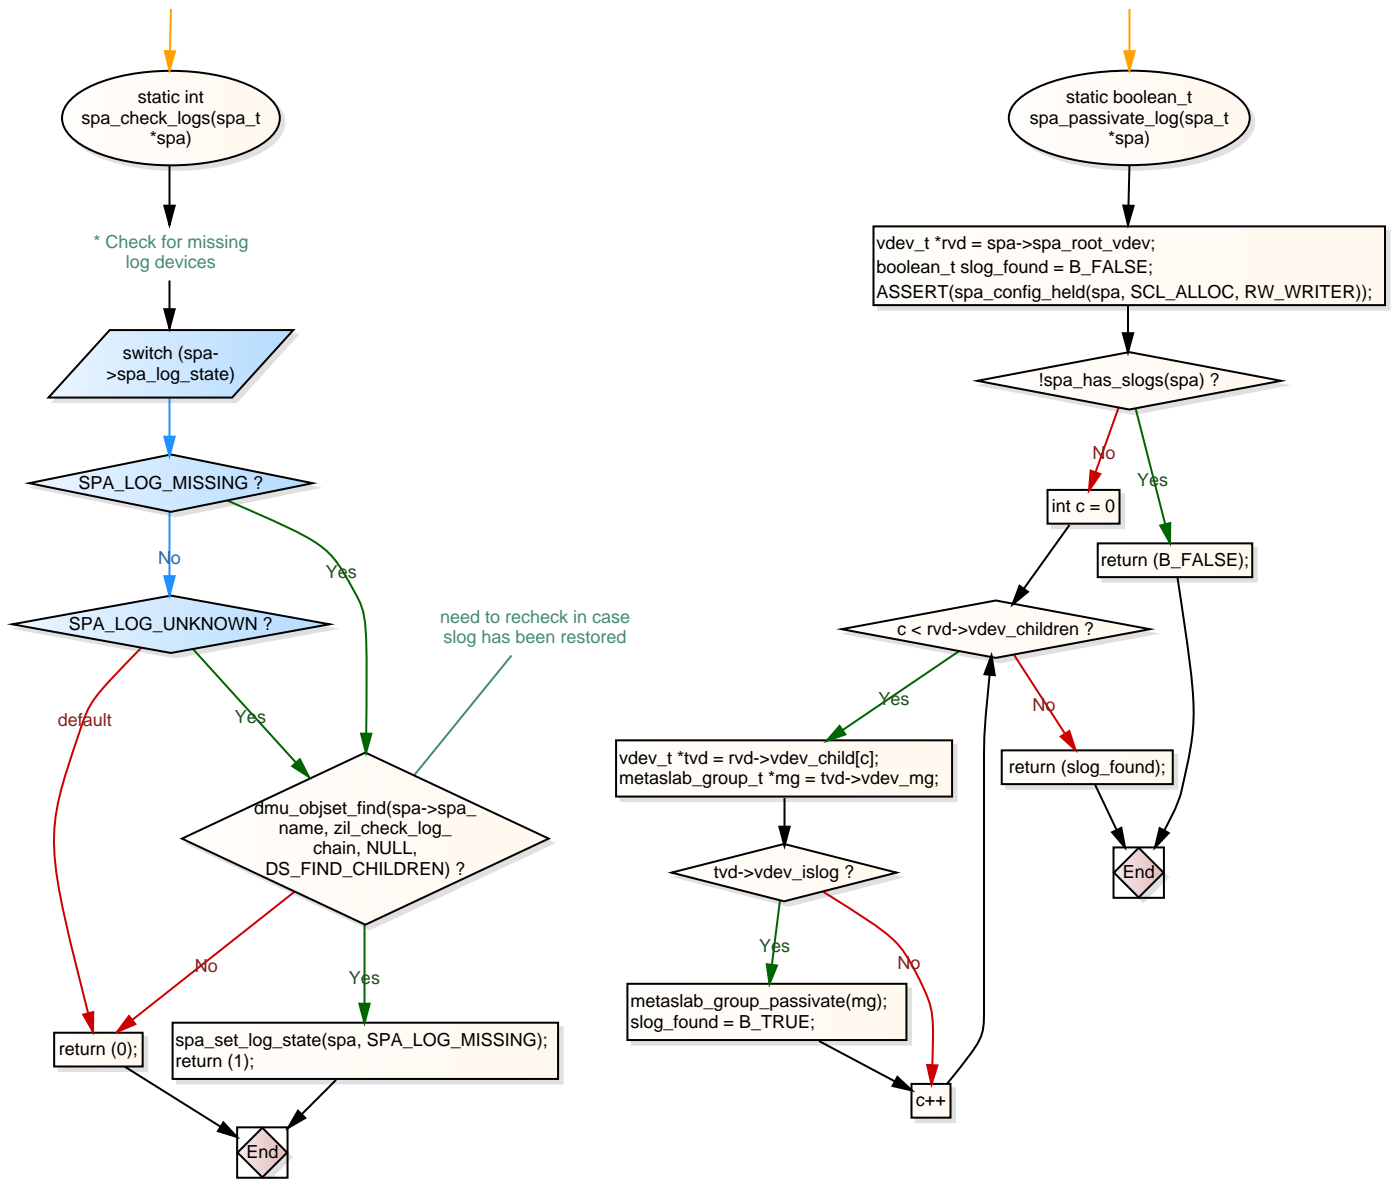 static int
spa_check_logs(spa_t
*spa)
* Check for missing
log devices
switch (spa-
>spa_log_state)
SPA_LOG_MISSING ?
No
Yes
SPA_LOG_UNKNOWN ?
need to recheck in case
slog has been restored
default
Yes
dmu_objset_find(spa->spa_
name, zil_check_log_
chain, NULL,
DS_FIND_CHILDREN) ?
No
Yes
return (0);
spa_set_log_state(spa, SPA_LOG_MISSING);
return (1);
End
static boolean_t
spa_passivate_log(spa_t
*spa)
vdev_t *rvd = spa->spa_root_vdev;
boolean_t slog_found = B_FALSE;
ASSERT(spa_config_held(spa, SCL_ALLOC, RW_WRITER));
!spa_has_slogs(spa) ?
No
Yes
int c = 0
return (B_FALSE);
c < rvd->vdev_children ?
Yes
No
vdev_t *tvd = rvd->vdev_child[c];
metaslab_group_t *mg = tvd->vdev_mg;
return (slog_found);
tvd->vdev_islog ?
End
Yes
No
metaslab_group_passivate(mg);
slog_found = B_TRUE;
c++